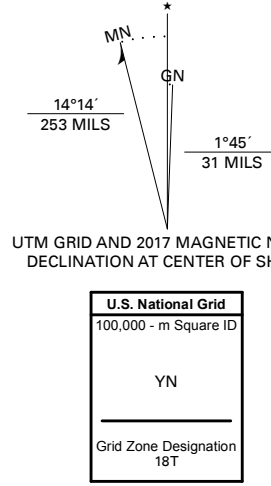 ★
MN
GN
14°14´
253 MILS
1°45´
31 MILS
UTM GRID AND 2017 MAGNETIC
DECLINATION AT CENTER OF
U.S. National Grid
100,000 - m Square ID
YN
Grid Zone Designation
18T